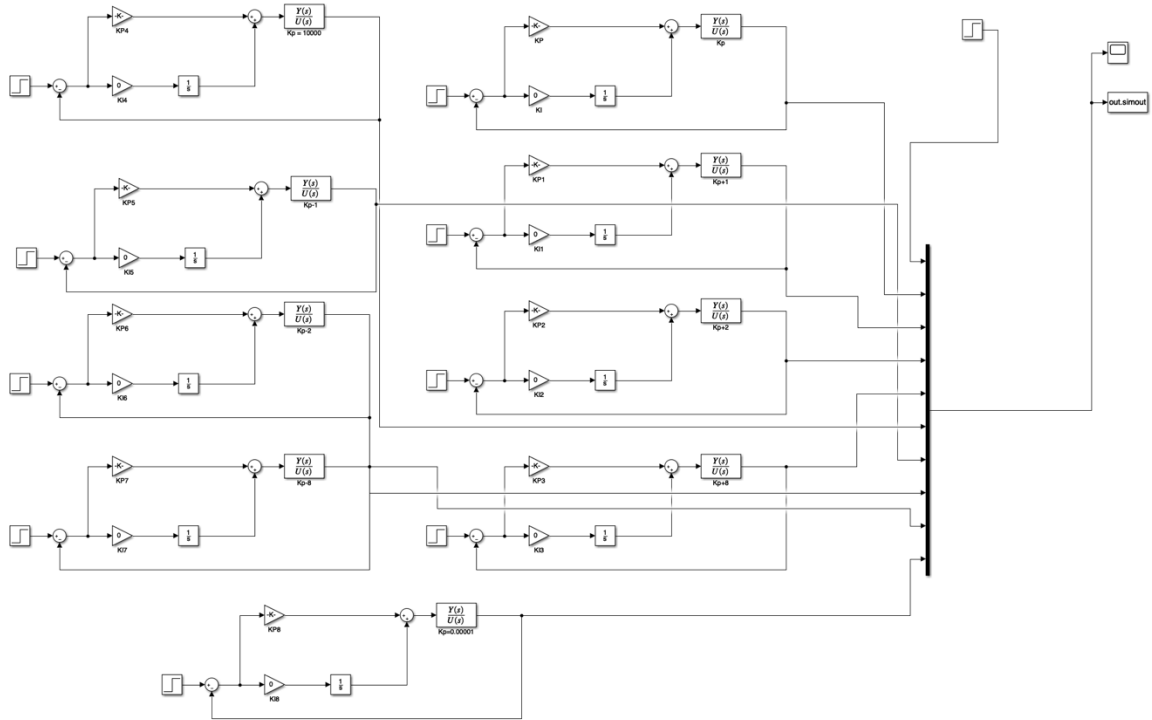 -K-
KP4
Y(s)
U(s)
Kp = 10000
0
KI4
1
s
-K-
KP
Y(s)
U(s)
Kp
0
KI
1
s
out.simout
-K-
KP5
Y(s)
U(s)
Kp-1
0
KI5
1
s
-K-
KP1
Y(s)
U(s)
Kp+1
0
KI1
1
s
-K-
KP6
Y(s)
U(s)
Kp-2
0
KI6
1
s
-K-
KP2
Y(s)
U(s)
Kp+2
0
KI2
1
s
-K-
KP7
Y(s)
U(s)
Kp-8
0
KI7
1
s
-K-
KP3
Y(s)
U(s)
Kp+8
0
KI3
1
s
-K-
KP8
Y(s)
U(s)
Kp=0.00001
0
KI8
1
s